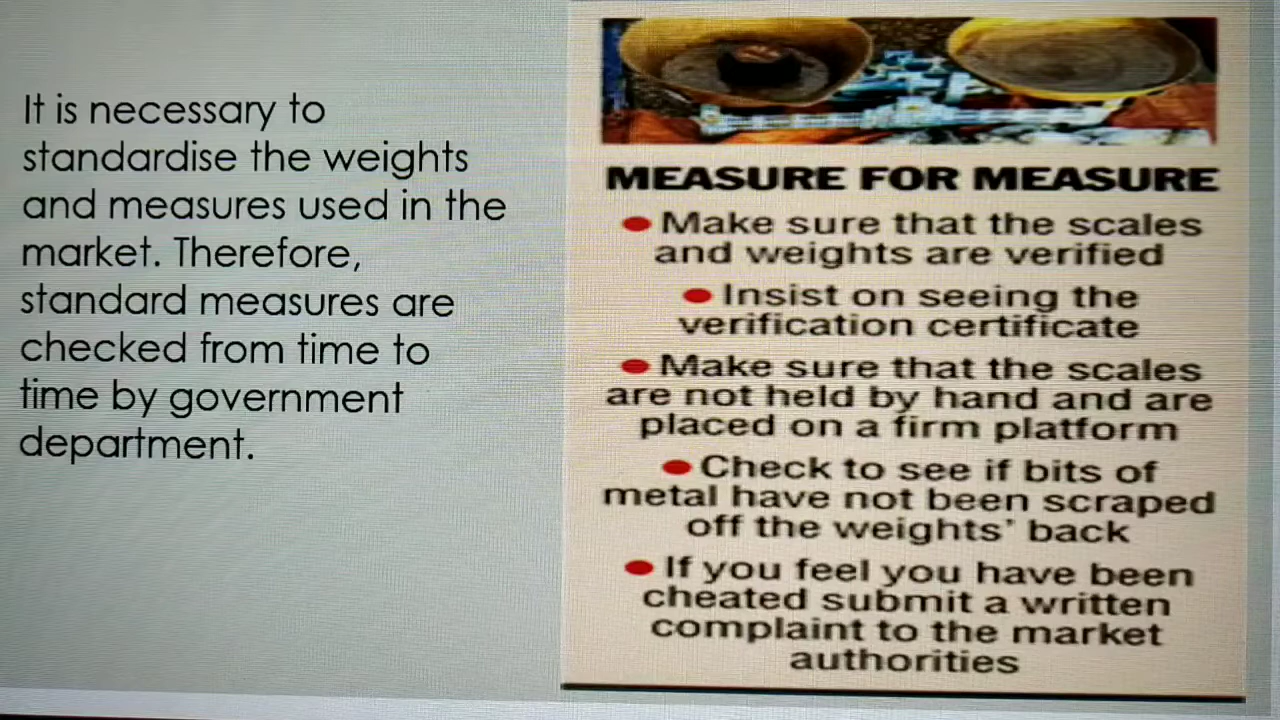 It is necessary to
standardise the weights
and measures used in the
market. Therefore,
standard measures are
checked from time to
time by government
department.
MEASURE FOR MEASURE
● Make sure that the scales
and weights are verified
● Insist on seeing the
verification certificate
● Make sure that the scales
are not held by hand and are
placed on a firm platform
● Check to see if bits of
metal have not been scraped
off the weights’ back
● If you feel you have been
cheated submit a written
complaint to the market
authorities